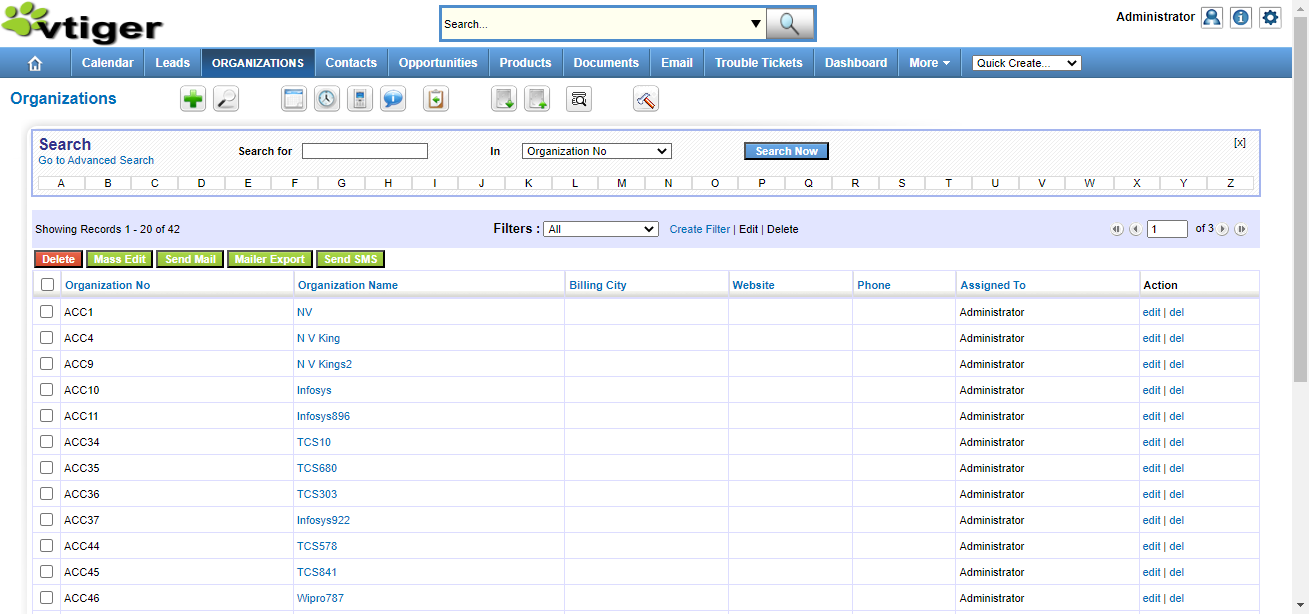 vtiger
Search...
Administrator
Calendar Leads ORGANIZATIONS Contacts Opportunities Products Documents Email Trouble Tickets Dashboard More Quick Create...
Organizations
Search
Go to Advanced Search
Search for In Organization No Search Now [x]
A B C D E F G H I J K L M N O P Q R S T U V W X Y Z
Showing Records 1 - 20 of 42 Filters : All Create Filter | Edit | Delete 1 of 3
Delete Mass Edit Send Mail Mailer Export Send SMS
Organization No Organization Name Billing City Website Phone Assigned To Action
ACC1 NV Administrator edit | del
ACC4 N V King Administrator edit | del
ACC9 N V Kings2 Administrator edit | del
ACC10 Infosys Administrator edit | del
ACC11 Infosys896 Administrator edit | del
ACC34 TCS10 Administrator edit | del
ACC35 TCS680 Administrator edit | del
ACC36 TCS303 Administrator edit | del
ACC37 Infosys922 Administrator edit | del
ACC44 TCS578 Administrator edit | del
ACC45 TCS841 Administrator edit | del
ACC46 Wipro787 Administrator edit | del